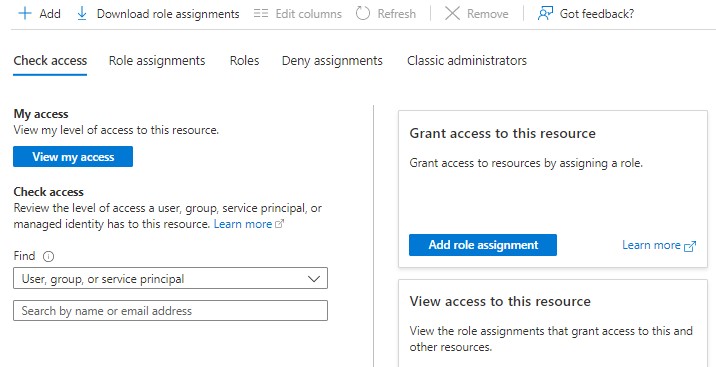 Add Download role assignments Edit columns Refresh Remove Got feedback?
Check access Role assignments Roles Deny assignments Classic administrators
My access
View my level of access to this resource.
View my access
Check access
Review the level of access a user, group, service principal, or
managed identity has to this resource. Learn more
Find
User, group, or service principal
Search by name or email address
Grant access to this resource
Grant access to resources by assigning a role.
Add role assignment Learn more
View access to this resource
View the role assignments that grant access to this and
other resources.